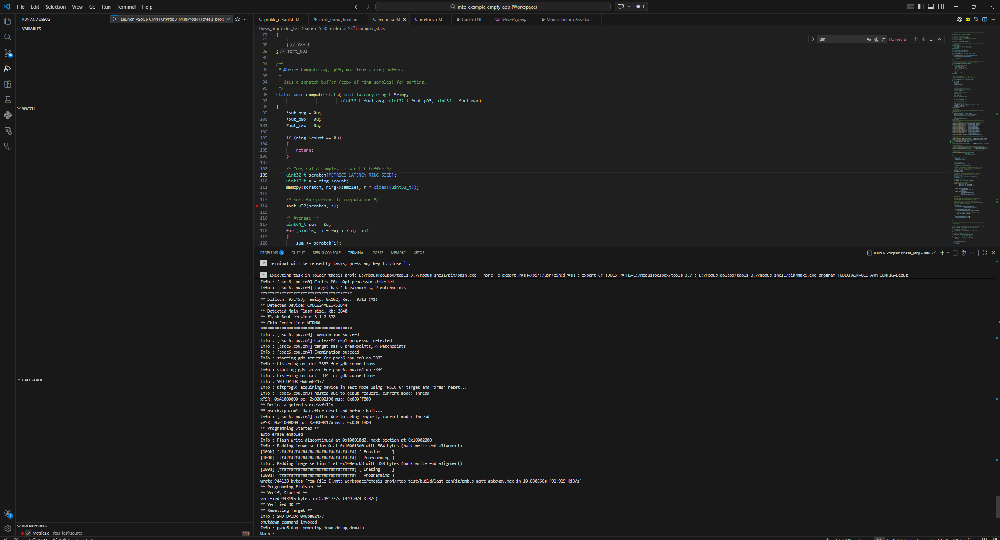 File Edit Selection View Go Run Terminal Help
mtb-example-empty-app (Workspace)
1
RUN AND DEBUG
Launch PSoC6 CM4 (KitProg3_MiniProg4) (thesis_proj)
VARIABLES
WATCH
CALL STACK
BREAKPOINTS
metrics.c rtos_test\source 114
81
1
profile_default.h M
exp2_throughput.md
metrics.c M
metrics.h M
Codex Diff
telemetry.png
ModusToolbox Assistant
thesis_proj > rtos_test > source > metrics.c > compute_stats
uml_
No results
77 {
79 {
88 } // for i
89 } // sort_u32
90
91 /**
92 * @brief Compute avg, p95, max from a ring buffer.
93 *
94 * Uses a scratch buffer (copy of ring samples) for sorting.
95 */
96 static void compute_stats(const latency_ring_t *ring,
97 uint32_t *out_avg, uint32_t *out_p95, uint32_t *out_max)
98 {
99 *out_avg = 0u;
100 *out_p95 = 0u;
101 *out_max = 0u;
102
103 if (ring->count == 0u)
104 {
105 return;
106 }
107
108 /* Copy valid samples to scratch buffer */
109 uint32_t scratch[METRICS_LATENCY_RING_SIZE];
110 uint16_t n = ring->count;
111 memcpy(scratch, ring->samples, n * sizeof(uint32_t));
112
113 /* Sort for percentile computation */
114 sort_u32(scratch, n);
115
116 /* Average */
117 uint64_t sum = 0u;
118 for (uint16_t i = 0u; i < n; i++)
119 {
120 sum += scratch[i];
PROBLEMS 6 OUTPUT DEBUG CONSOLE TERMINAL PORTS MEMORY XRTOS
Build & Program (thesis_proj) - Task
* Terminal will be reused by tasks, press any key to close it.
* Executing task in folder thesis_proj: E:/ModusToolbox/tools_3.7/modus-shell/bin/bash.exe --norc -c export PATH=/bin:/usr/bin:$PATH ; export CY_TOOLS_PATHS=E:/ModusToolbox/tools_3.7 ; E:/ModusToolbox/tools_3.7/modus-shell/bin/make.exe program TOOLCHAIN=GCC_ARM CONFIG=Debug
Info : [psoc6.cpu.cm0] Cortex-M0+ r0p1 processor detected
Info : [psoc6.cpu.cm0] target has 4 breakpoints, 2 watchpoints
***************************************
** Silicon: 0xE453, Family: 0x102, Rev.: 0x12 (A1)
** Detected Device: CY8C624ABZI-S2D44
** Detected Main Flash size, kb: 2048
** Flash Boot version: 3.1.0.378
** Chip Protection: NORMAL
***************************************
Info : [psoc6.cpu.cm0] Examination succeed
Info : [psoc6.cpu.cm4] Cortex-M4 r0p1 processor detected
Info : [psoc6.cpu.cm4] target has 6 breakpoints, 4 watchpoints
Info : [psoc6.cpu.cm4] Examination succeed
Info : starting gdb server for psoc6.cpu.cm0 on 3333
Info : Listening on port 3333 for gdb connections
Info : starting gdb server for psoc6.cpu.cm4 on 3334
Info : Listening on port 3334 for gdb connections
Info : SWD DPIDR 0x6ba02477
Info : kitprog3: acquiring device in Test Mode using 'PSOC 6' target and 'xres' reset...
Info : [psoc6.cpu.cm0] halted due to debug-request, current mode: Thread
xPSR: 0x41000000 pc: 0x00000190 msp: 0x080ff800
** Device acquired successfully
** psoc6.cpu.cm4: Ran after reset and before halt...
Info : [psoc6.cpu.cm4] halted due to debug-request, current mode: Thread
xPSR: 0x01000000 pc: 0x0000012a msp: 0x080ff800
** Programming Started **
auto erase enabled
Info : Flash write discontinued at 0x100018d0, next section at 0x10002000
Info : Padding image section 0 at 0x100018d0 with 304 bytes (bank write end alignment)
[100%] [################################] [ Erasing ]
[100%] [################################] [ Programming ]
Info : Padding image section 1 at 0x100e6cb8 with 328 bytes (bank write end alignment)
[100%] [################################] [ Erasing ]
[100%] [################################] [ Programming ]
wrote 944128 bytes from file E:/mtb_workspace/thesis_proj/rtos_test/build/last_config/pmbus-mqtt-gateway.hex in 10.030566s (91.919 KiB/s)
** Programming Finished **
** Verify Started **
verified 943496 bytes in 2.051737s (449.074 KiB/s)
** Verified OK **
** Resetting Target **
Info : SWD DPIDR 0x6ba02477
shutdown command invoked
Info : psoc6.dap: powering down debug domain...
Warn :